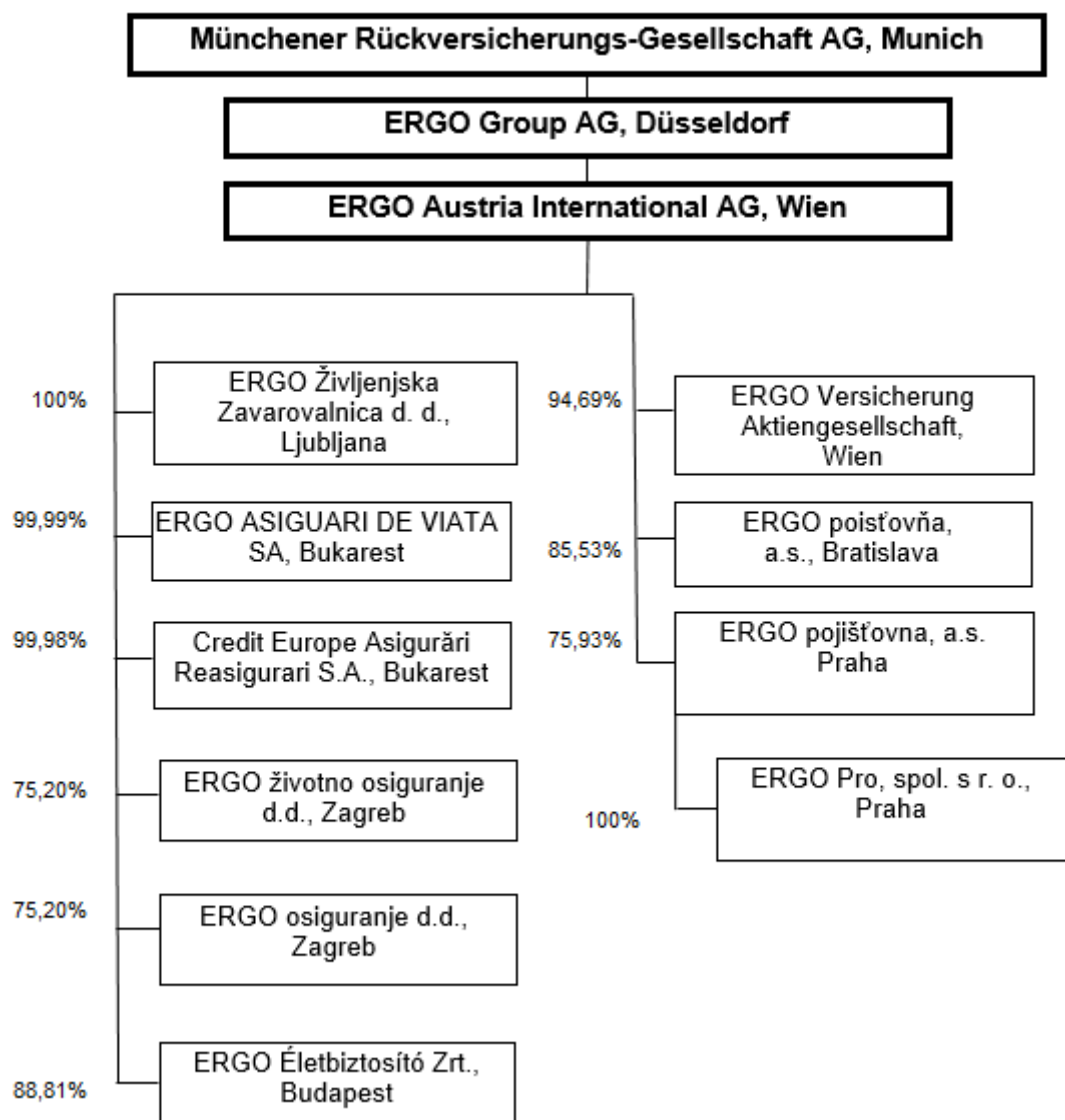 Münchener Rückversicherungs-Gesellschaft AG, Munich
ERGO Group AG, Düsseldorf
ERGO Austria International AG, Wien
100%
ERGO Življenjska
Zavarovalnica d. d.,
Ljubljana
99,99%
ERGO ASIGUARI DE VIATA
SA, Bukarest
99,98%
Credit Europe Asigurări
Reasigurari S.A., Bukarest
75,20%
ERGO životno osiguranje
d.d., Zagreb
75,20%
ERGO osiguranje d.d.,
Zagreb
88,81%
ERGO Életbiztosító Zrt.,
Budapest
94,69%
ERGO Versicherung
Aktiengesellschaft,
Wien
85,53%
ERGO poisťovňa,
a.s., Bratislava
75,93%
ERGO pojišťovna, a.s.
Praha
100%
ERGO Pro, spol. s r. o.,
Praha